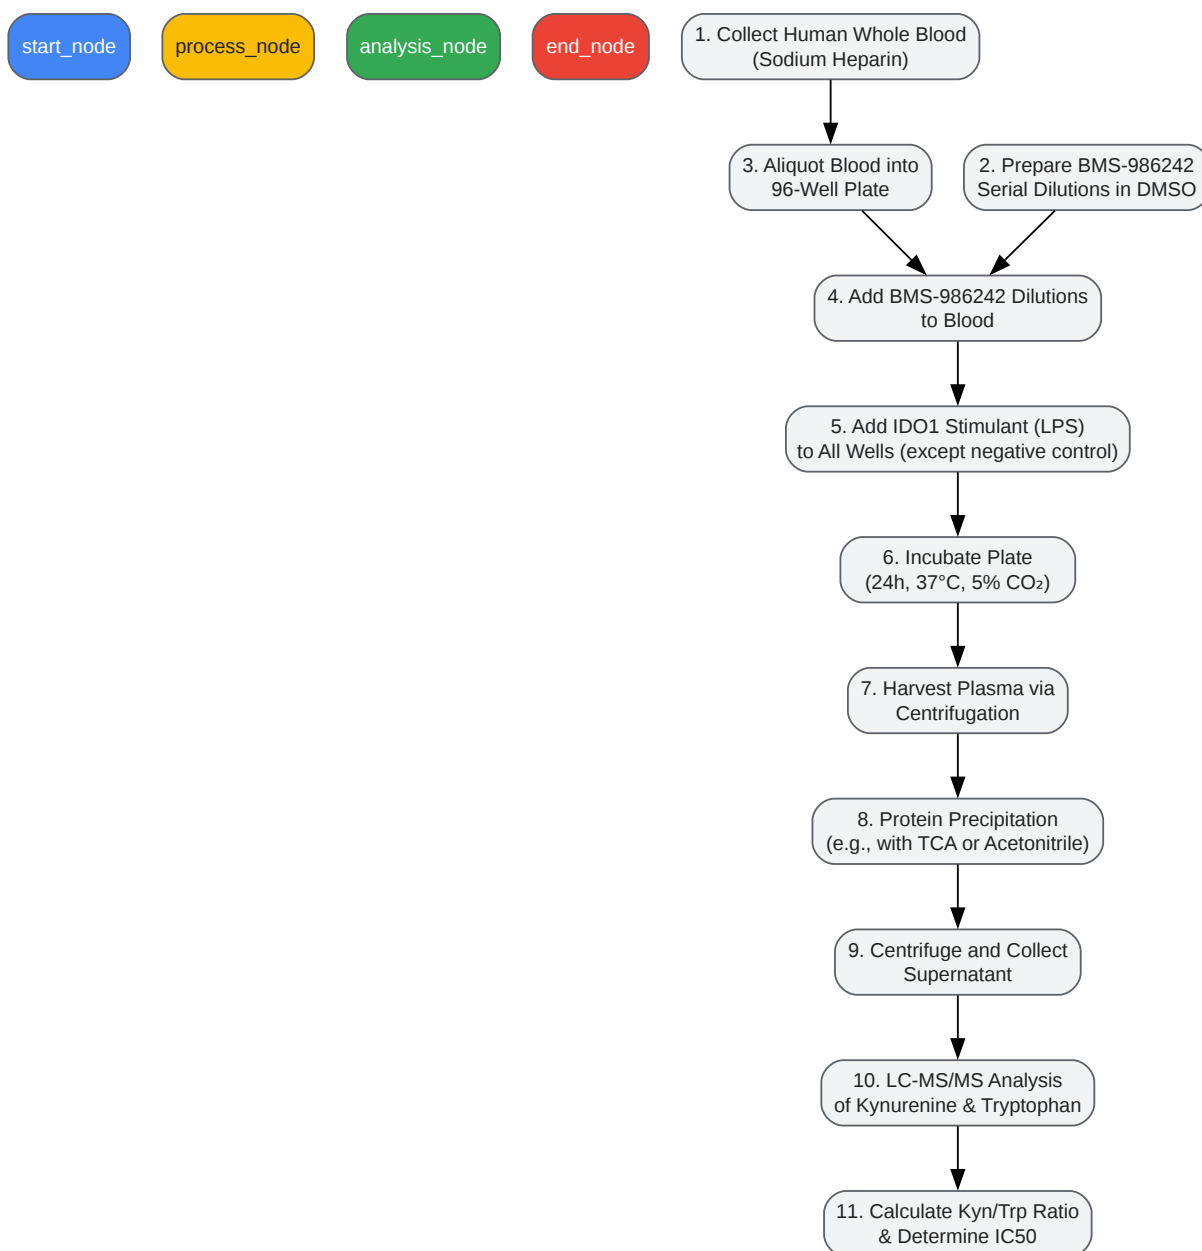 start_node
process_node
analysis_node
end_node
1. Collect Human Whole Blood
(Sodium Heparin)
3. Aliquot Blood into
96-Well Plate
2. Prepare BMS-986242
Serial Dilutions in DMSO
4. Add BMS-986242 Dilutions
to Blood
5. Add IDO1 Stimulant (LPS)
to All Wells (except negative control)
6. Incubate Plate
(24h, 37°C, 5% CO₂)
7. Harvest Plasma via
Centrifugation
8. Protein Precipitation
(e.g., with TCA or Acetonitrile)
9. Centrifuge and Collect
Supernatant
10. LC-MS/MS Analysis
of Kynurenine & Tryptophan
11. Calculate Kyn/Trp Ratio
& Determine IC50